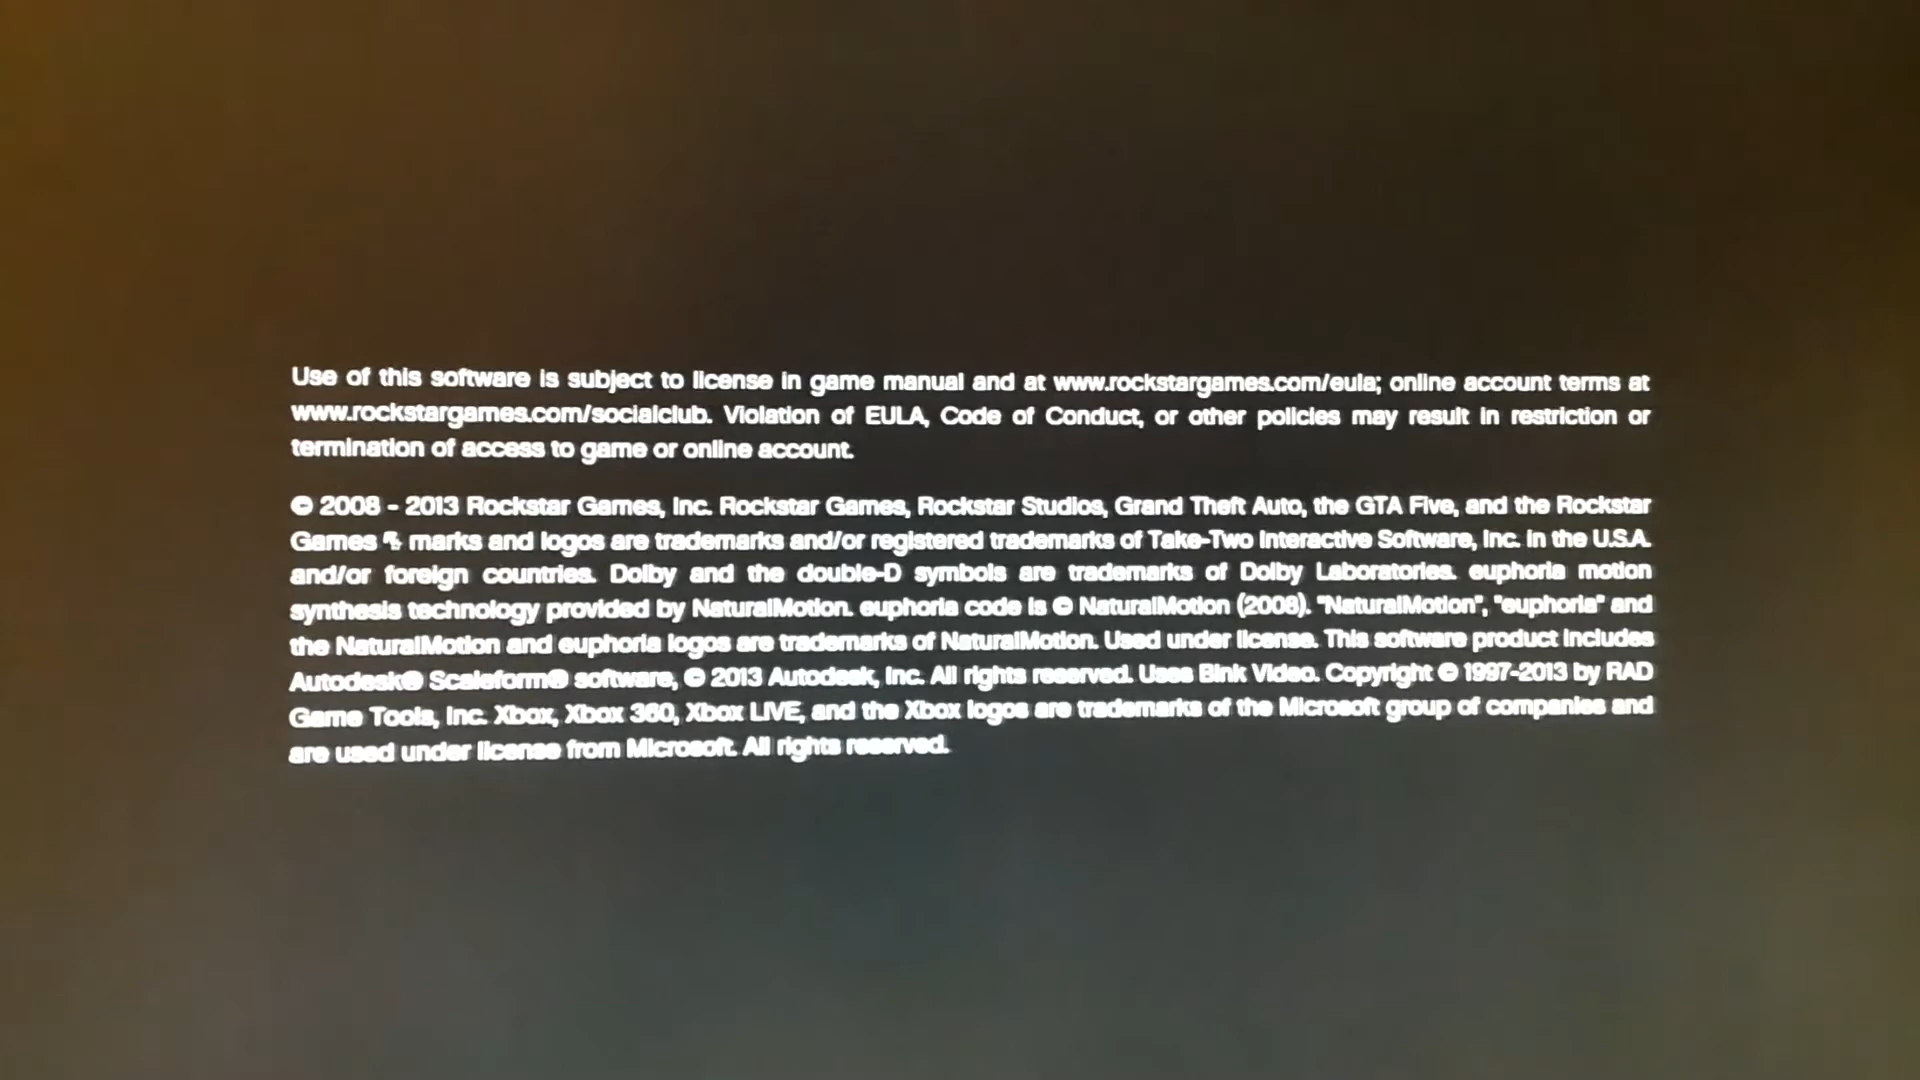 Use of this software is subject to license in game manual and at www.rockstargames.com/eula; online account terms at
www.rockstargames.com/socialclub. Violation of EULA, Code of Conduct, or other policies may result in restriction or
termination of access to game or online account.
© 2008 - 2013 Rockstar Games, Inc. Rockstar Games, Rockstar Studios, Grand Theft Auto, the GTA Five, and the Rockstar
Games R* marks and logos are trademarks and/or registered trademarks of Take-Two Interactive Software, Inc. in the U.S.A.
and/or foreign countries. Dolby and the double-D symbols are trademarks of Dolby Laboratories. euphoria motion
synthesis technology provided by NaturalMotion. euphoria code is © NaturalMotion (2008). "NaturalMotion", "euphoria" and
the NaturalMotion and euphoria logos are trademarks of NaturalMotion. Used under license. This software product includes
Autodesk® Scaleform® software, © 2013 Autodesk, Inc. All rights reserved. Uses Bink Video. Copyright © 1997-2013 by RAD
Game Tools, Inc. Xbox, Xbox 360, Xbox LIVE, and the Xbox logos are trademarks of the Microsoft group of companies and
are used under license from Microsoft. All rights reserved.